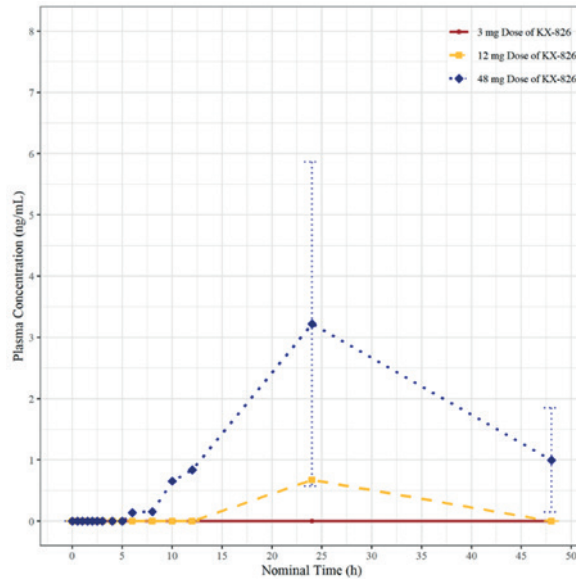 8
7
6
5
4
3
2
1
0
Plasma Concentration (ng/mL)
3 mg Dose of KX-826
12 mg Dose of KX-826
48 mg Dose of KX-826
0 5 10 15 20 25 30 35 40 45 50
Nominal Time (h)